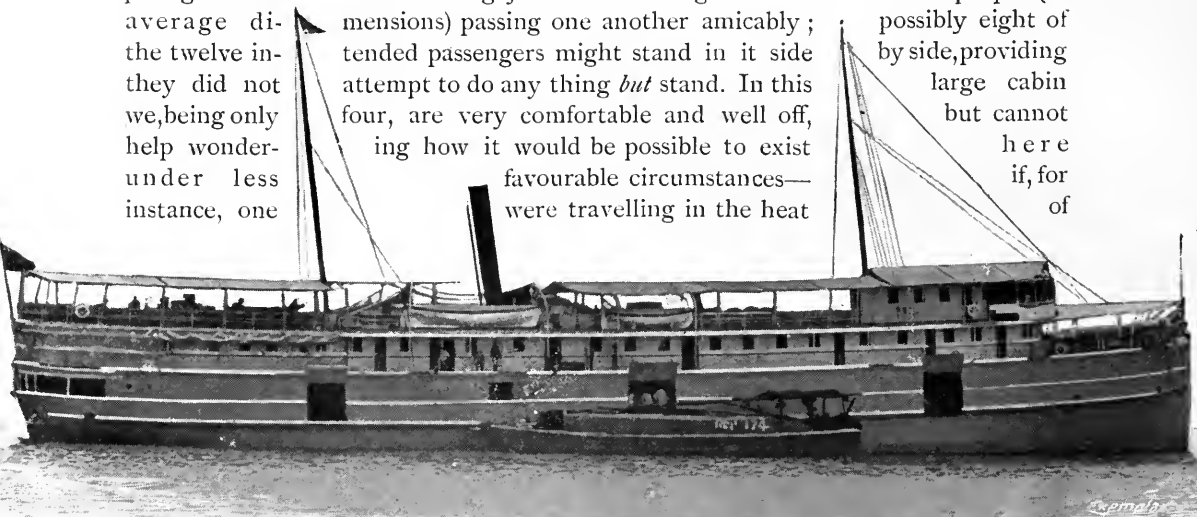 average di- mensions) passing one another amicably ; possibly eight of
the twelve in- tended passengers might stand in it side by side, providing
they did not attempt to do any thing but stand. In this large cabin
we,being only four, are very comfortable and well off, but cannot
help wonder- ing how it would be possible to exist here
under less favourable circumstances— if, for
instance, one were travelling in the heat of